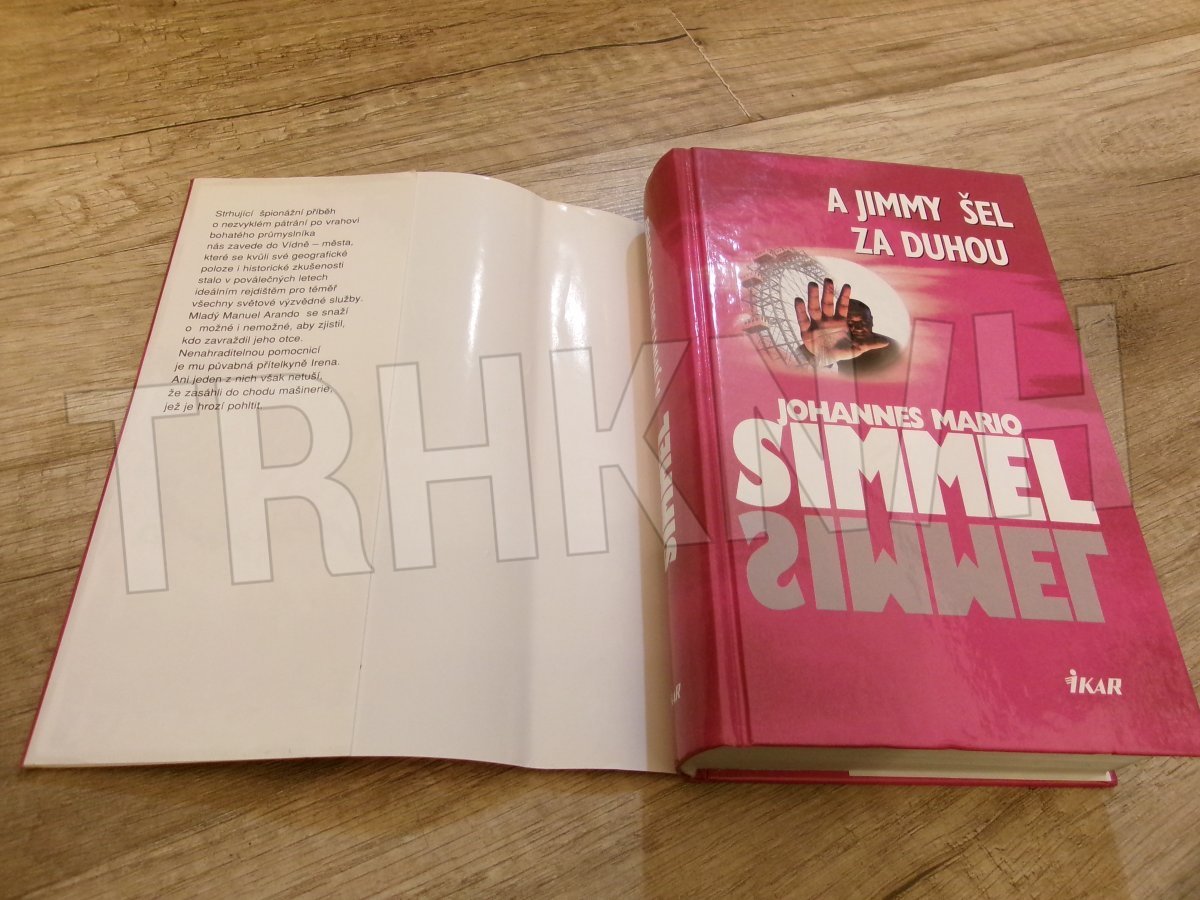 Strhující špionážní příběh
o nezvyklém pátrání po vrahovi
bohatého průmyslníka
nás zavede do Vídně – města,
které se kvůli své geografické
poloze i historické zkušenosti
stalo v poválečných letech
ideálním rejdištěm pro téměř
všechny světové výzvědné služby.
Mladý Manuel Arando se snaží
o možné i nemožné, aby zjistil,
kdo zavraždil jeho otce.
Nenahraditelnou pomocnicí
je mu půvabná přítelkyně Irena.
Ani jeden z nich však netuší,
že zasáhli do chodu mašinerie,
jež je hrozí pohltit.
A JIMMY ŠEL
ZA DUHOU
JOHANNES MARIO
SIMMEL
SIMMEL
IKAR
SIMMEL
IKAR
TRHKNIH